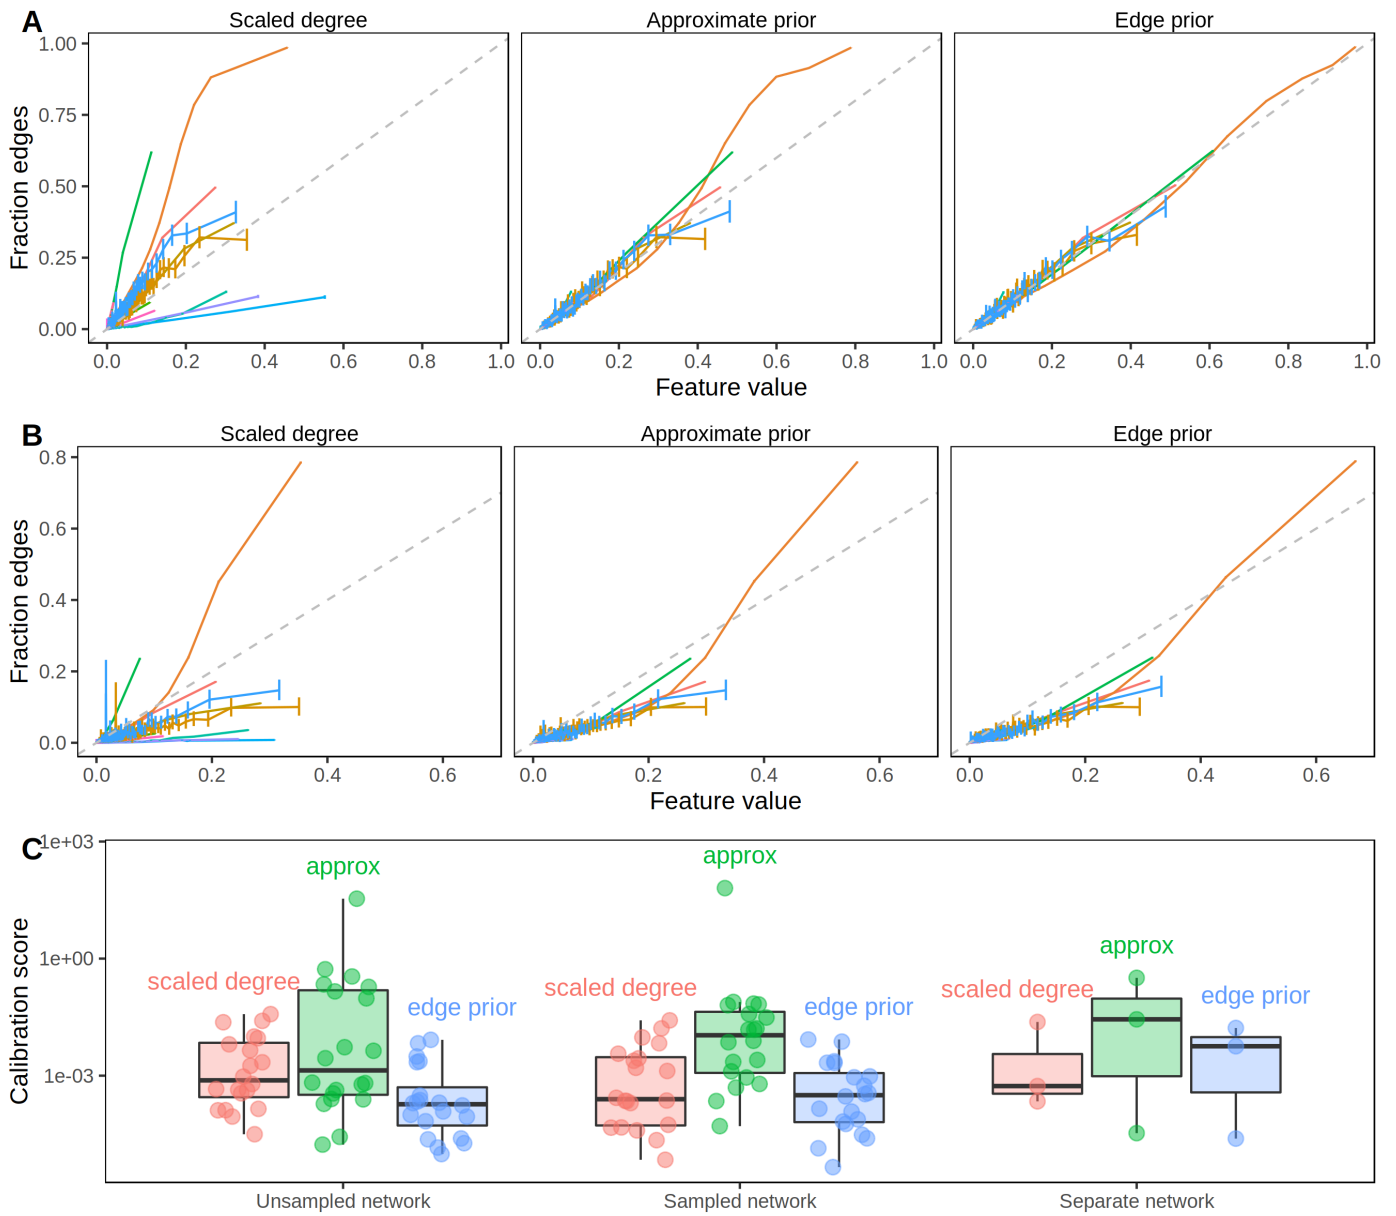 A
Scaled degree
Approximate prior
Edge prior
Fraction edges
1.00
0.75
0.50
0.25
0.00
0.0 0.2 0.4 0.6 0.8 1.0
0.0 0.2 0.4 0.6 0.8 1.0
0.0 0.2 0.4 0.6 0.8 1.0
Feature value
B
Scaled degree
Approximate prior
Edge prior
Fraction edges
0.8
0.6
0.4
0.2
0.0
0.0 0.2 0.4 0.6
0.0 0.2 0.4 0.6
0.0 0.2 0.4 0.6
Feature value
C
Calibration score
1e+03
1e+00
1e-03
scaled degree
approx
edge prior
scaled degree
approx
edge prior
scaled degree
approx
edge prior
Unsampled network
Sampled network
Separate network